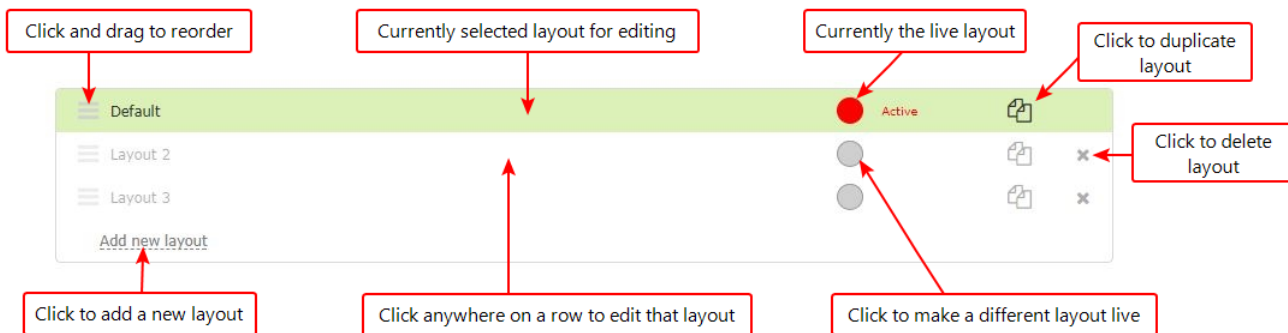 Click and drag to reorder
Currently selected layout for editing
Currently the live layout
Click to duplicate
layout
Default
Active
Layout 2
Click to delete
layout
Layout 3
Add new layout
Click to add a new layout
Click anywhere on a row to edit that layout
Click to make a different layout live